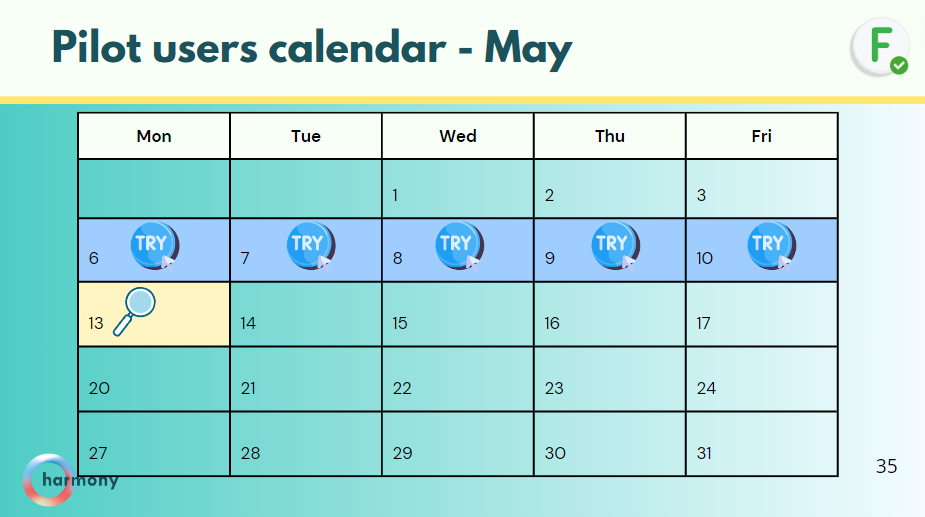 Pilot users calendar - May
F
Mon Tue Wed Thu Fri
1 2 3
TRY TRY TRY TRY TRY
6 7 8 9 10
13 14 15 16 17
20 21 22 23 24
27 28 29 30 31
harmony
35